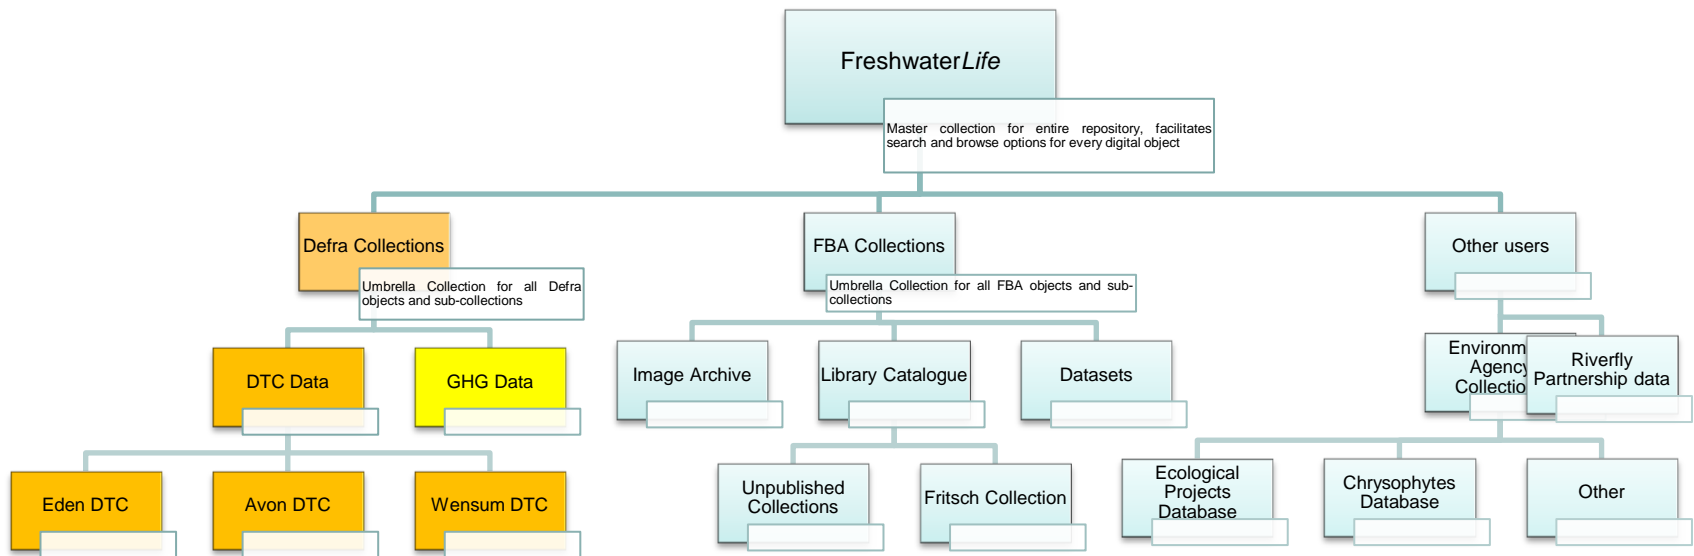 FreshwaterLife
Master collection for entire repository, facilitates
search and browse options for every digital object
Defra Collections
Umbrella Collection for all Defra
objects and sub-collections
FBA Collections
Umbrella Collection for all FBA objects and sub-
collections
Other users
DTC Data
GHG Data
Image Archive
Library Catalogue
Datasets
Environm
Agency
Collectio
Riverfly
Partnership data
Eden DTC
Avon DTC
Wensum DTC
Unpublished
Collections
Fritsch Collection
Ecological
Projects
Database
Chrysophytes
Database
Other